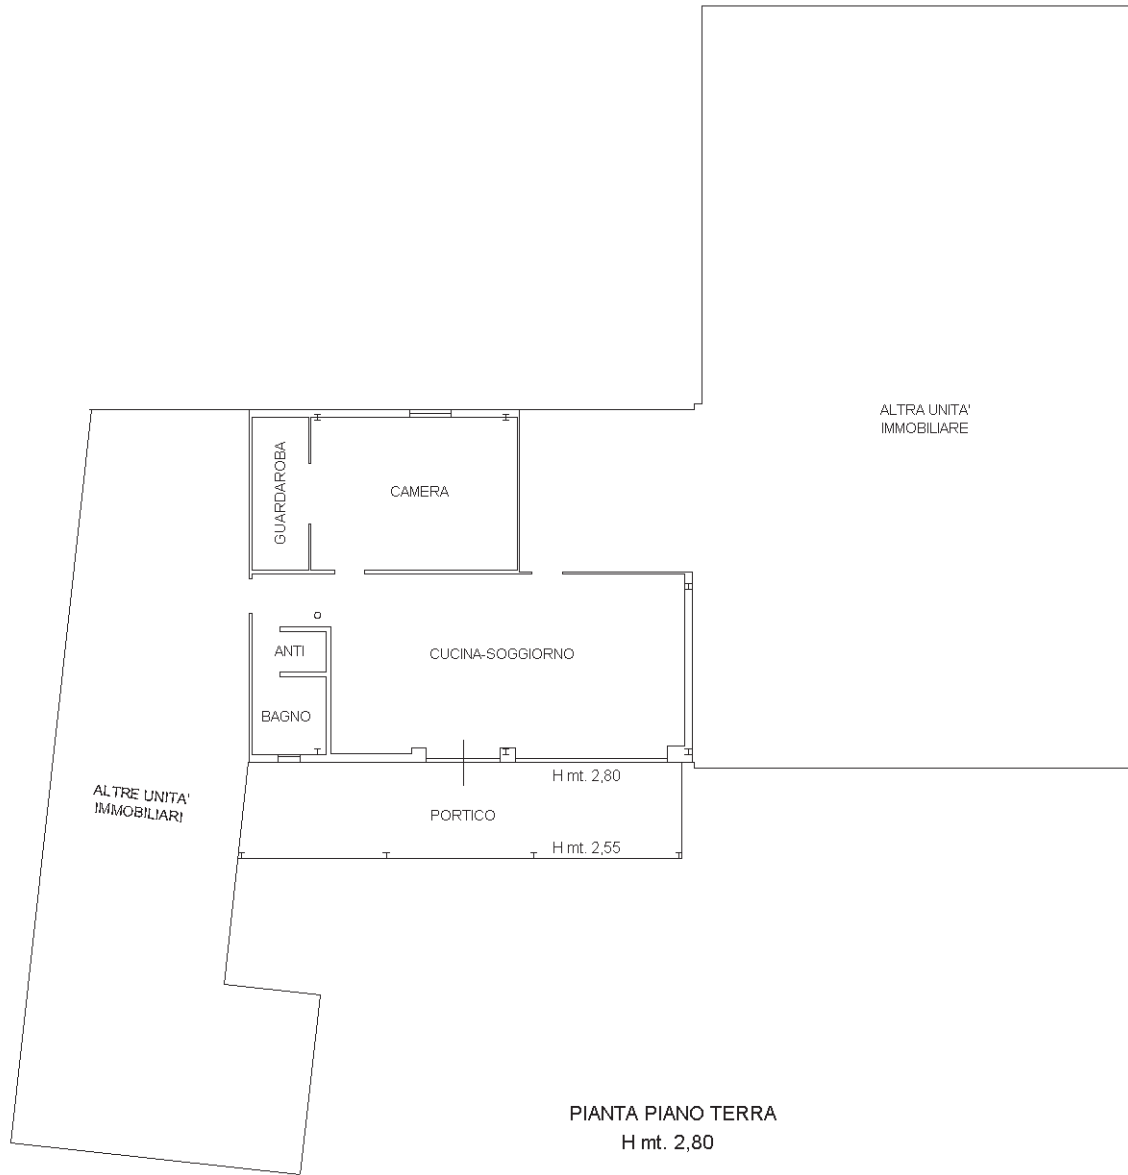 ALTRA UNITA'
IMMOBILIARE
GUARDAROBA
CAMERA
ANTI
CUCINA-SOGGIORNO
BAGNO
H mt. 2,80
ALTRE UNITA'
IMMOBILIARI
PORTICO
H mt. 2,55
PIANTA PIANO TERRA
H mt. 2,80